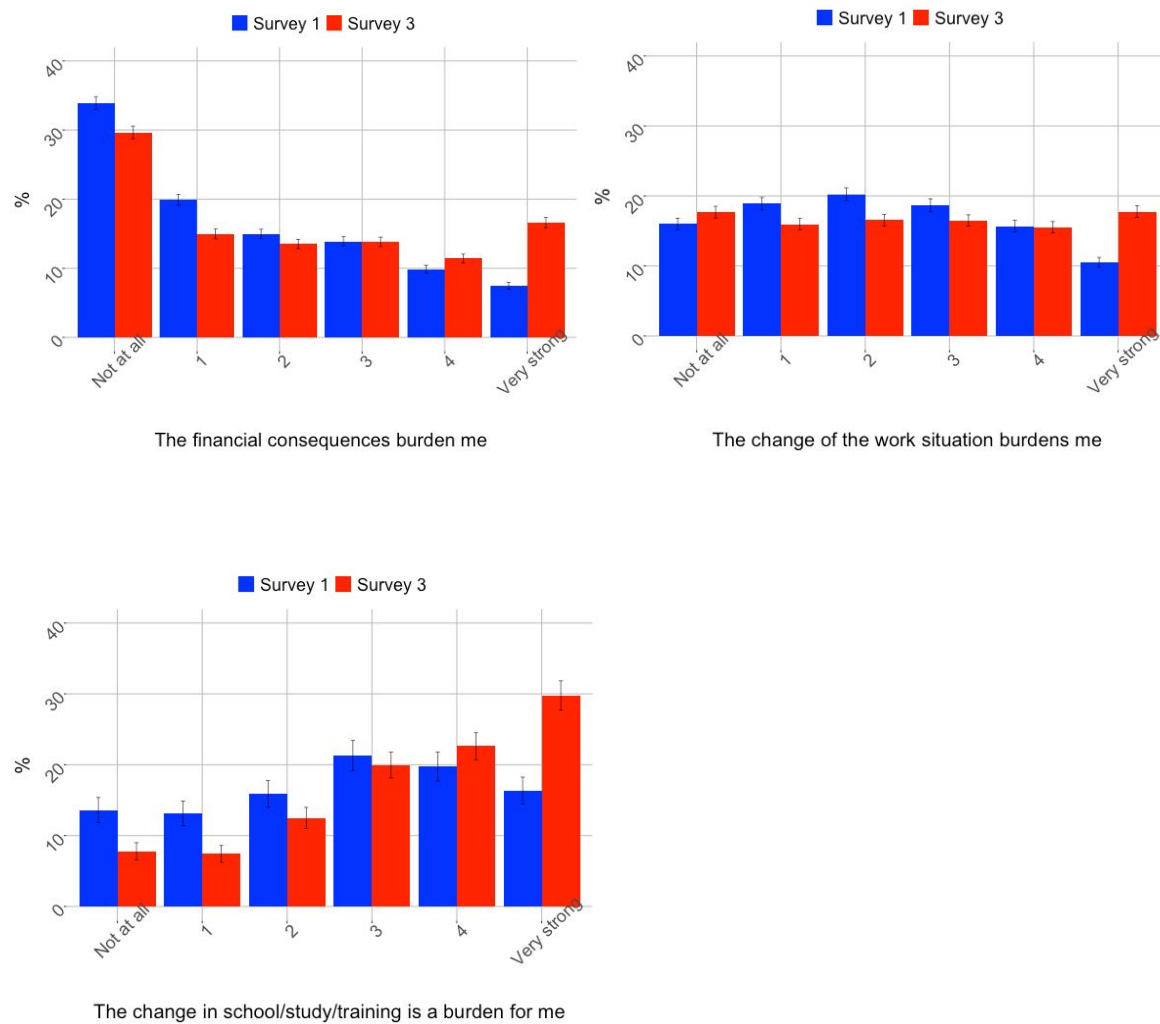 Survey 1 Survey 3
%
40
30
20
10
0
Not at all 1 2 3 4 Very strong
The financial consequences burden me
Survey 1 Survey 3
%
40
30
20
10
0
Not at all 1 2 3 4 Very strong
The change of the work situation burdens me
Survey 1 Survey 3
%
40
30
20
10
0
Not at all 1 2 3 4 Very strong
The change in school/study/training is a burden for me